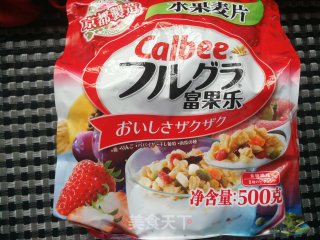 京都製造
水果麦片
Calbee
フルグラ
富果乐
おいしさザクザク
净含量:500克
美食天下